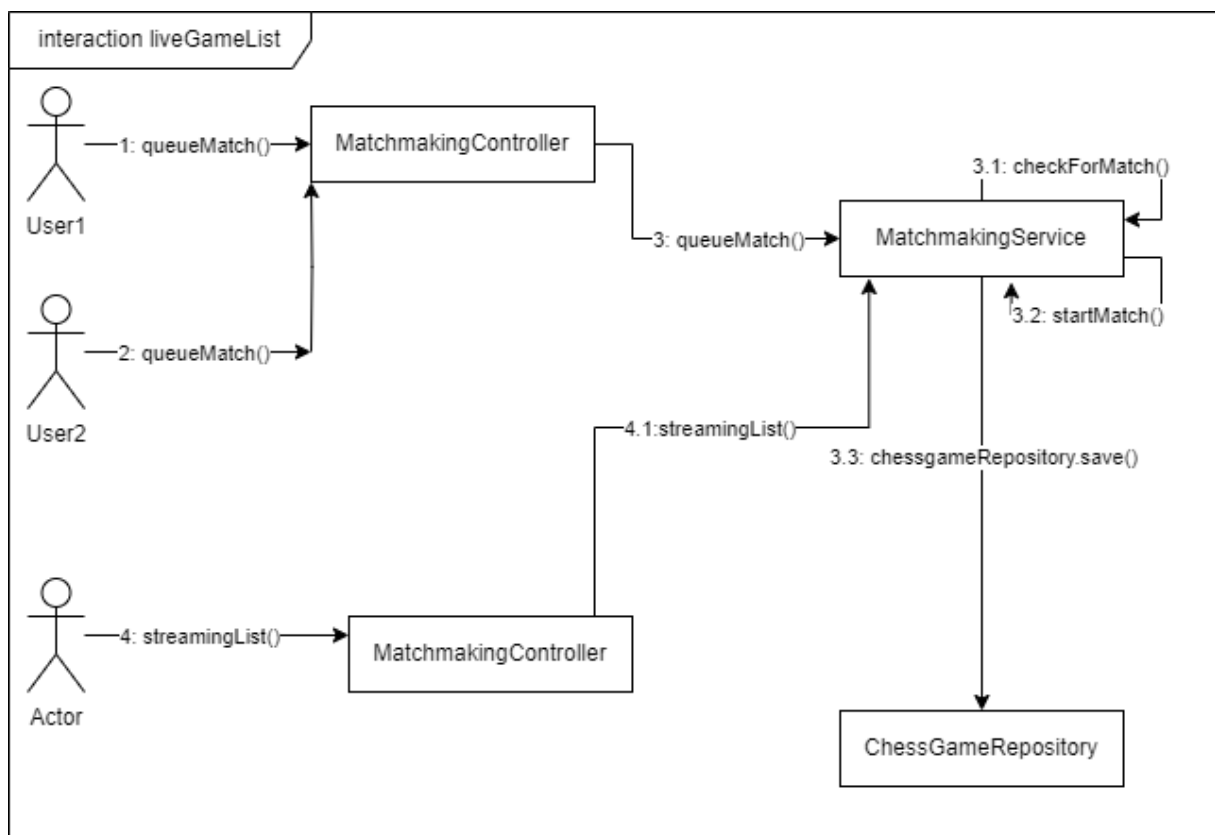 interaction liveGameList
1: queueMatch()
MatchmakingController
User1
3.1: checkForMatch()
3: queueMatch()
MatchmakingService
3.2: startMatch()
2: queueMatch()
User2
4.1:streamingList()
3.3: chessgameRepository.save()
4: streamingList()
MatchmakingController
Actor
ChessGameRepository